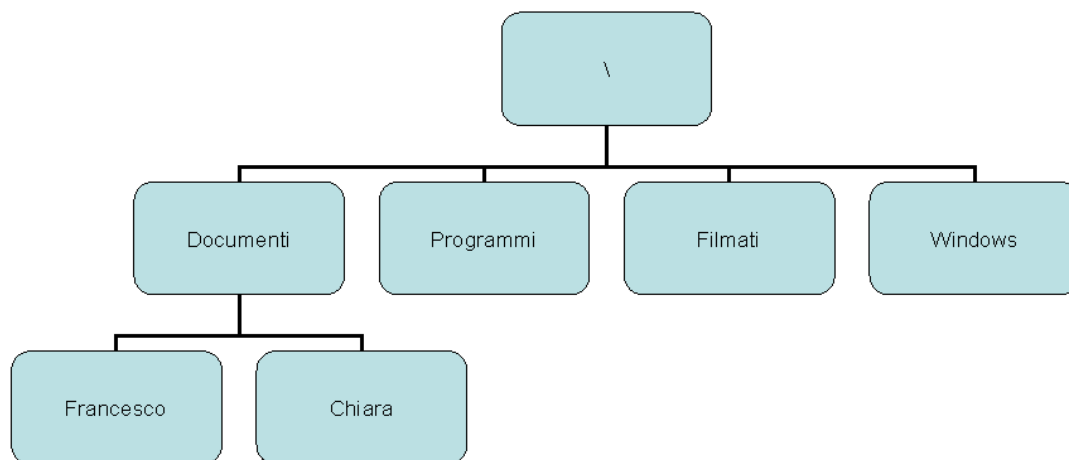 \
Documenti
Programmi
Filmati
Windows
Francesco
Chiara